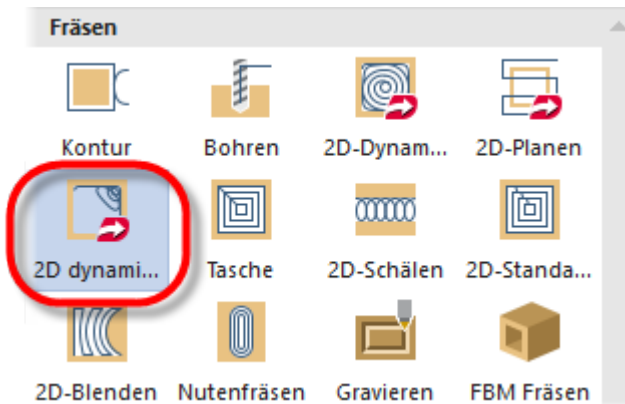 Fräsen
Kontur Bohren 2D-Dynam... 2D-Planen
2D dynami... Tasche 2D-Schälen 2D-Standa...
2D-Blenden Nutenfräsen Gravieren FBM Fräsen